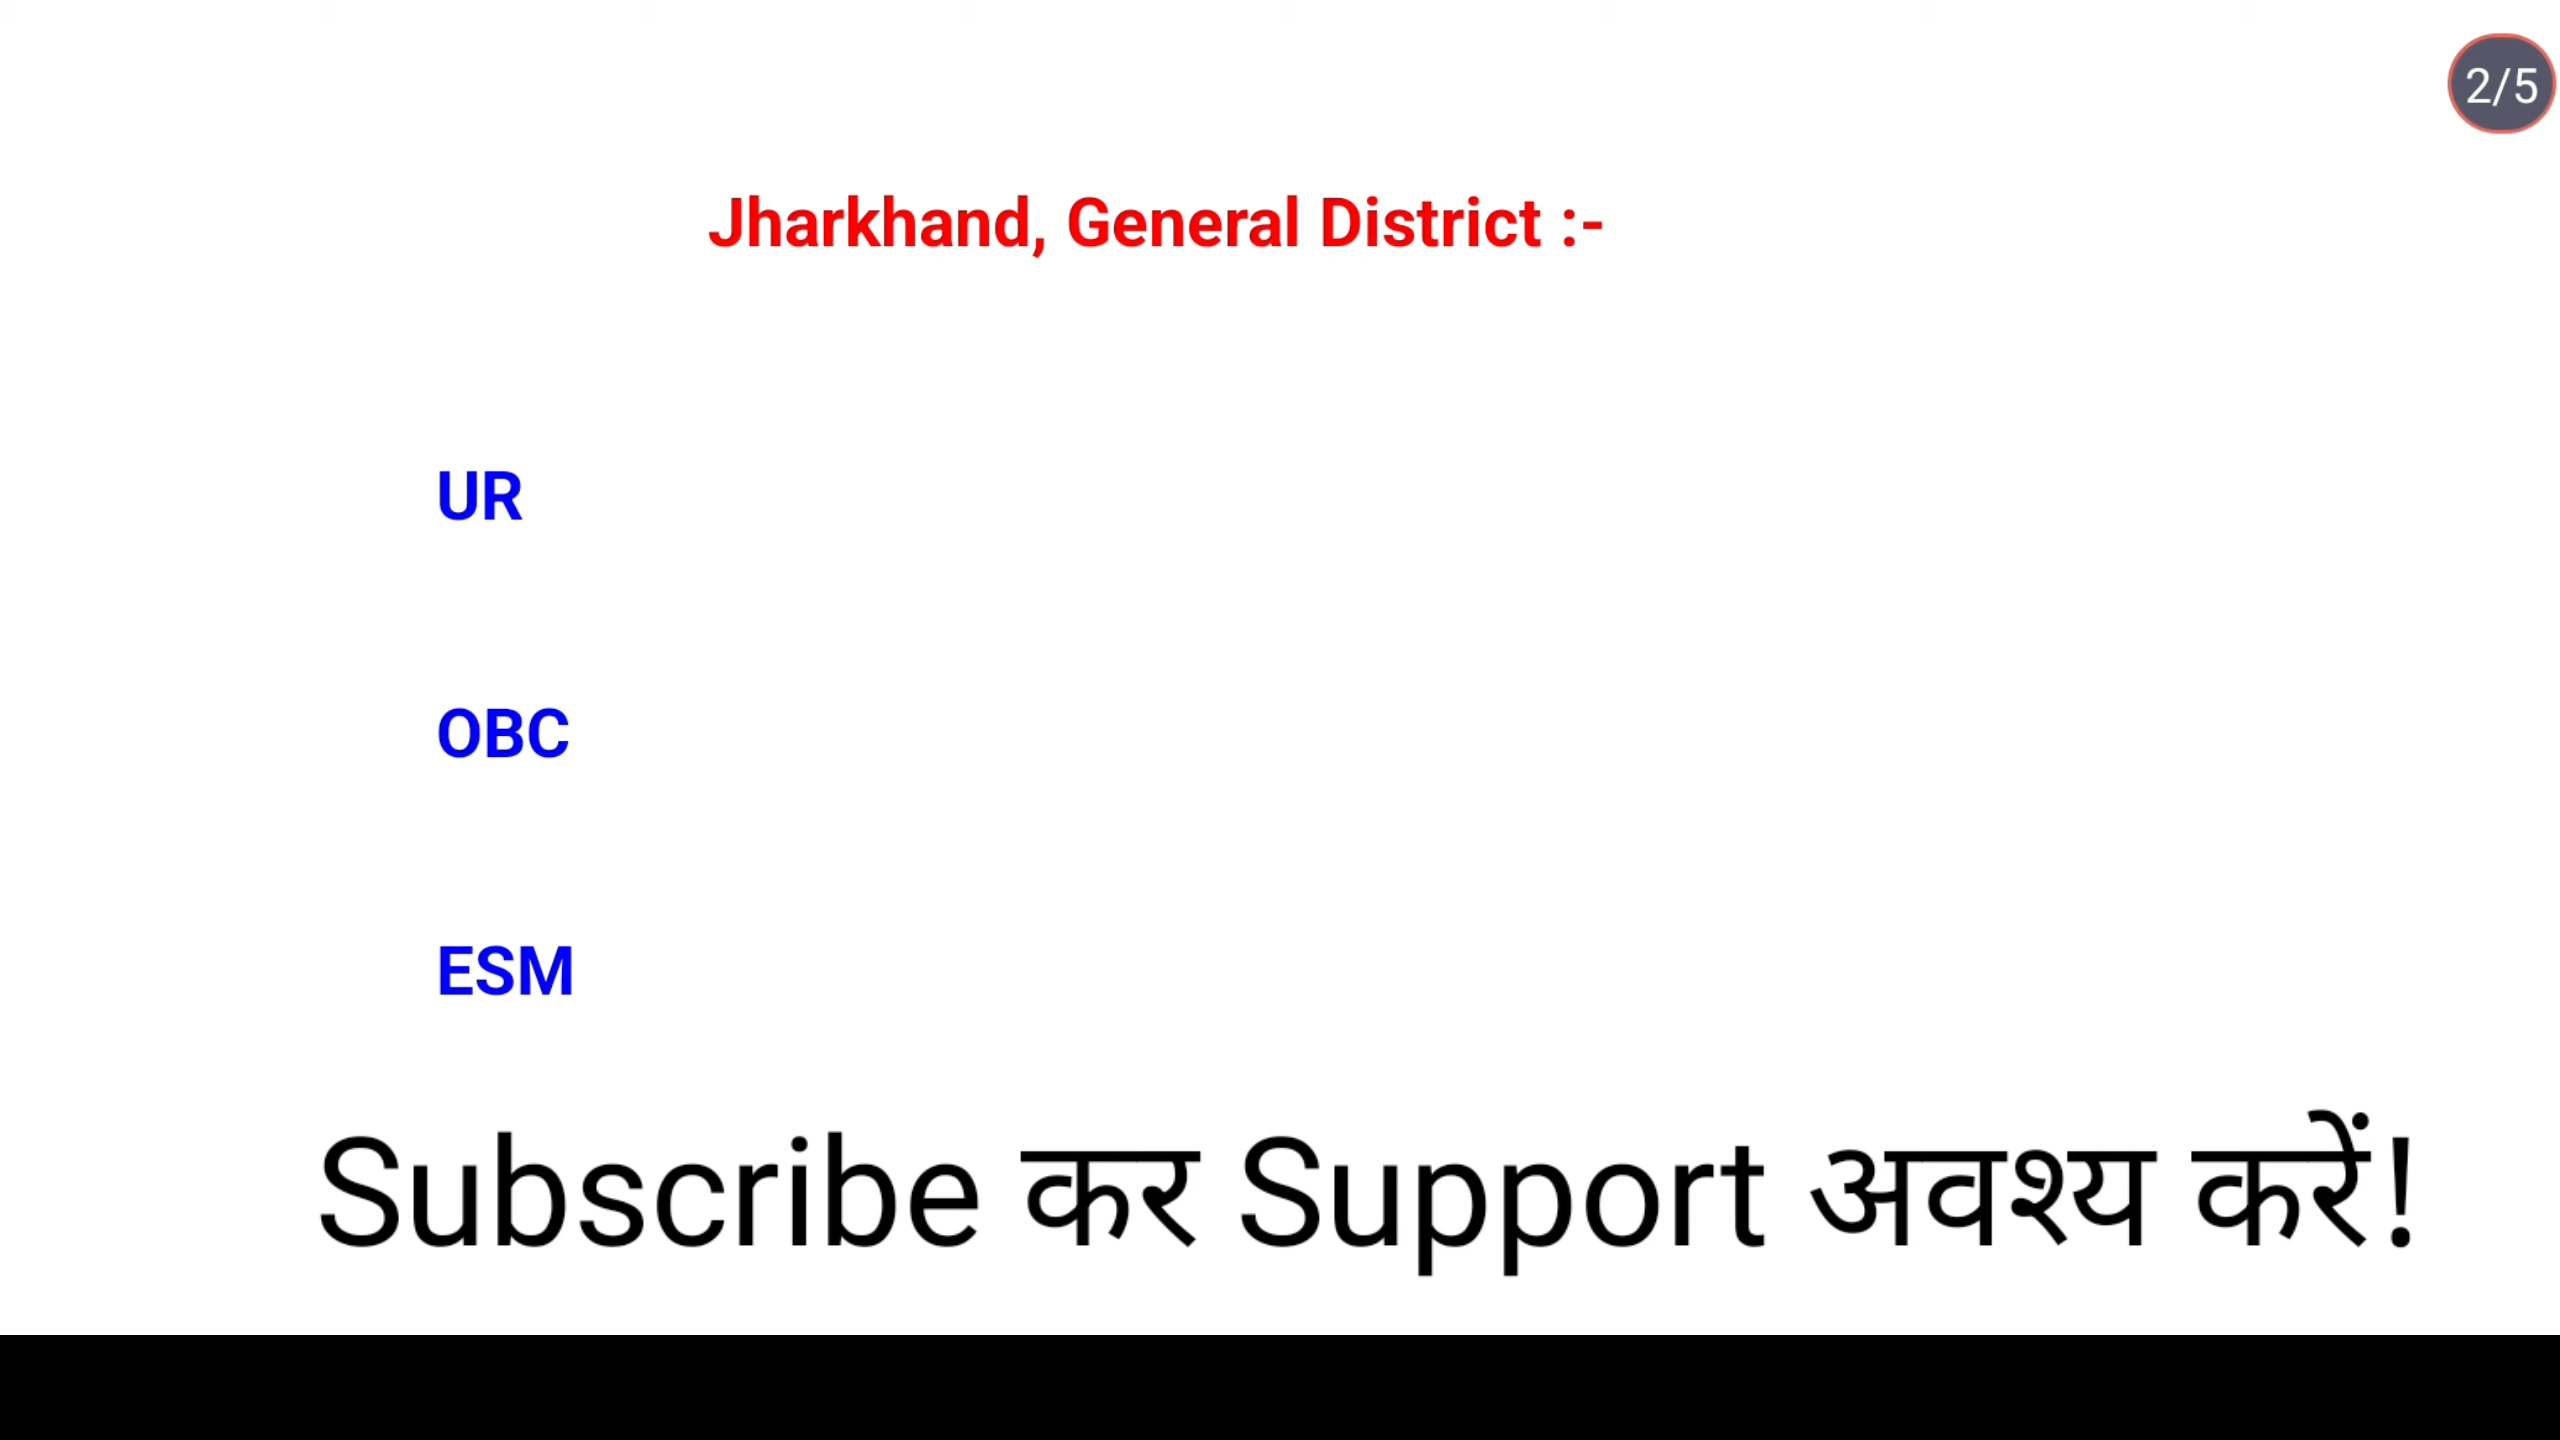 2/5
Jharkhand, General District :-
UR
OBC
ESM
Subscribe कर Support अवश्य करें!